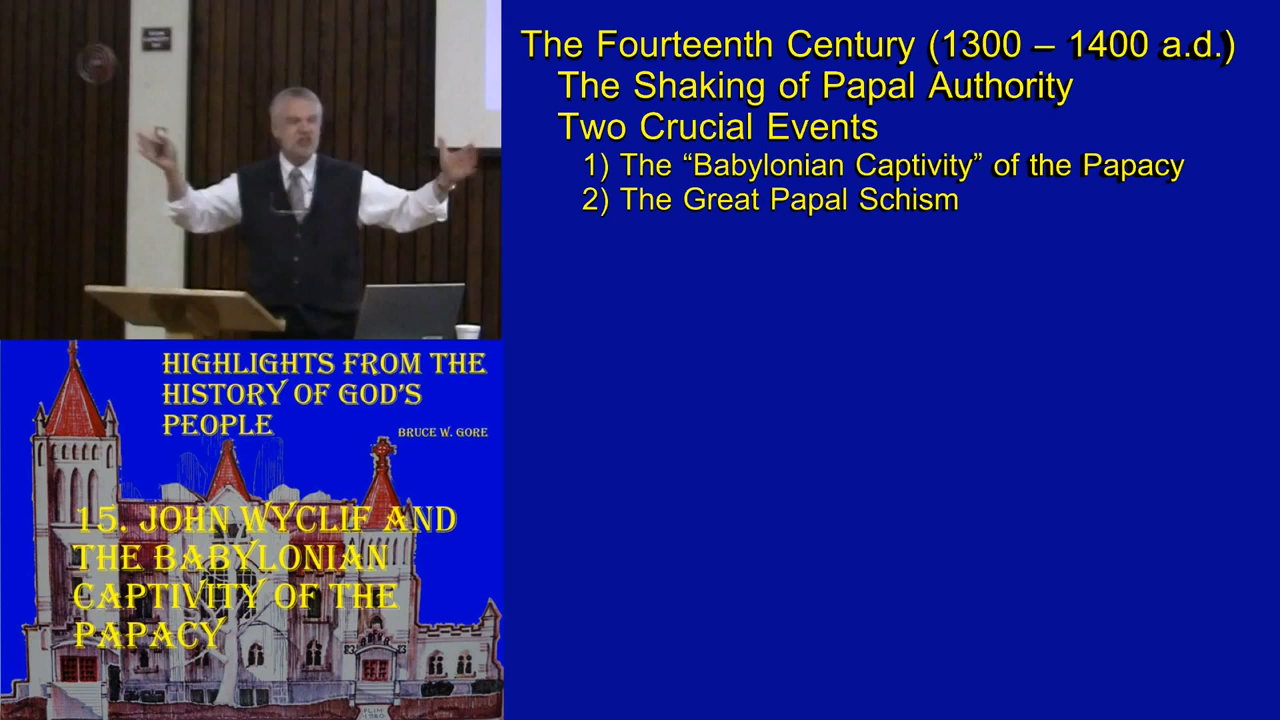 The Fourteenth Century (1300 – 1400 a.d.)
The Shaking of Papal Authority
Two Crucial Events
1) The “Babylonian Captivity” of the Papacy
2) The Great Papal Schism
HIGHLIGHTS FROM THE
HISTORY OF GOD’S
PEOPLE
BRUCE W. GORE
15. JOHN WYCLIF AND
THE BABYLONIAN
CAPTIVITY OF THE
PAPACY